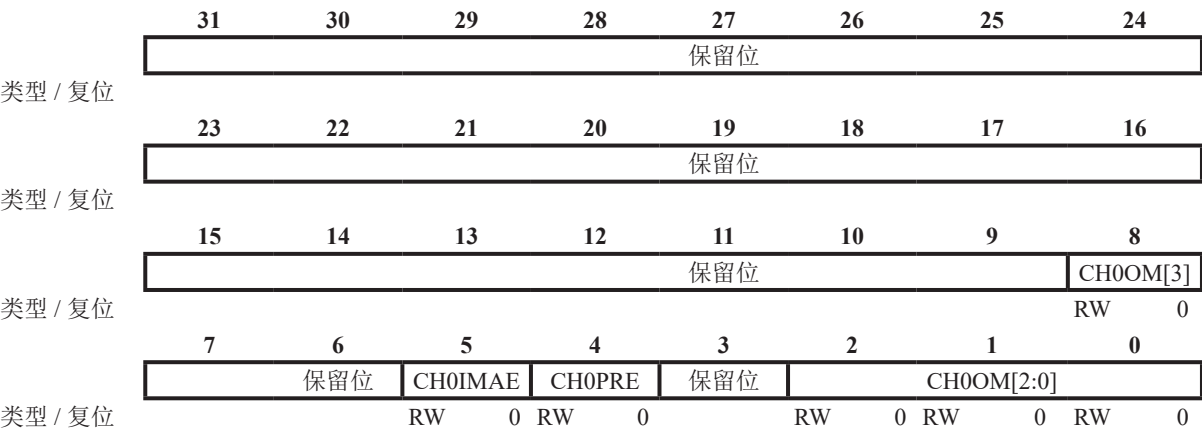 31 30 29 28 27 26 25 24
保留位
类型 / 复位
23 22 21 20 19 18 17 16
保留位
类型 / 复位
15 14 13 12 11 10 9 8
保留位 CH0OM[3]
类型 / 复位 RW 0
7 6 5 4 3 2 1 0
保留位 CH0IMAE CH0PRE 保留位 CH0OM[2:0]
类型 / 复位 RW 0 RW 0 RW 0 RW 0 RW 0